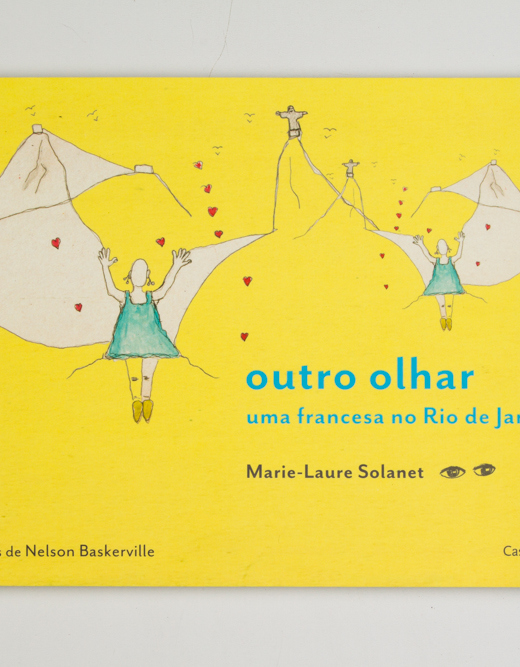 outro olhar
uma francesa no Rio de Jan
Marie-Laure Solanet
s de Nelson Baskerville
Cas